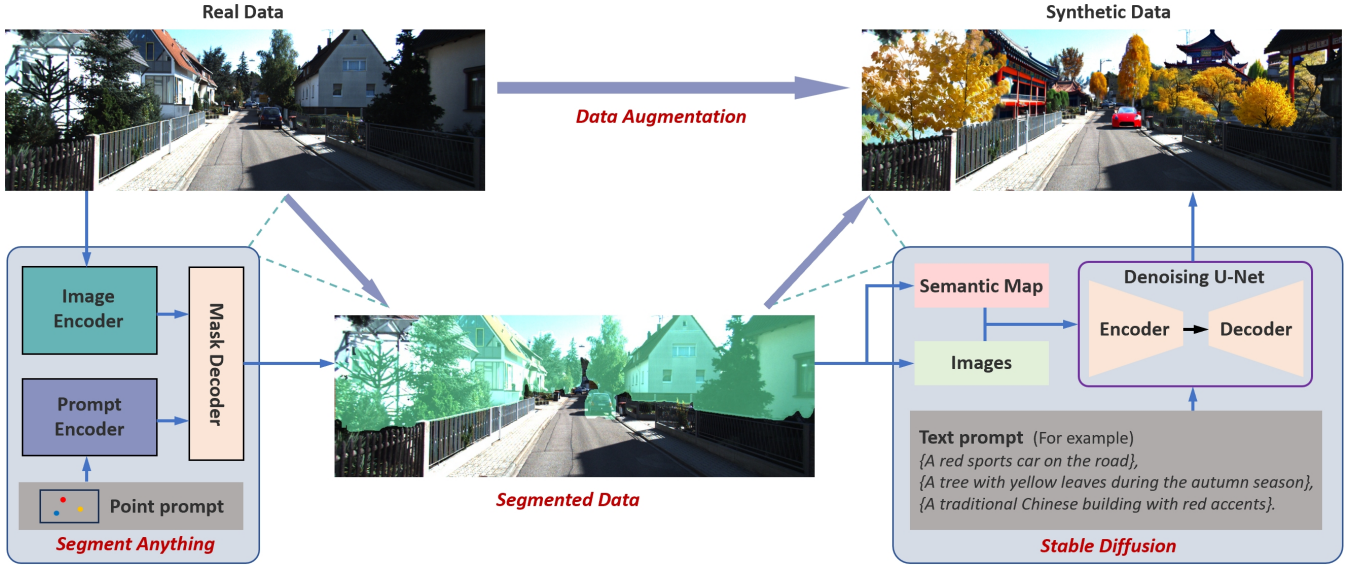 Real Data
Synthetic Data
Data Augmentation
Image
Encoder
Prompt
Encoder
Mask Decoder
Point prompt
Segment Anything
Segmented Data
Semantic Map
Images
Denoising U-Net
Encoder
Decoder
Text prompt (For example)
{A red sports car on the road},
{A tree with yellow leaves during the autumn season},
{A traditional Chinese building with red accents}.
Stable Diffusion